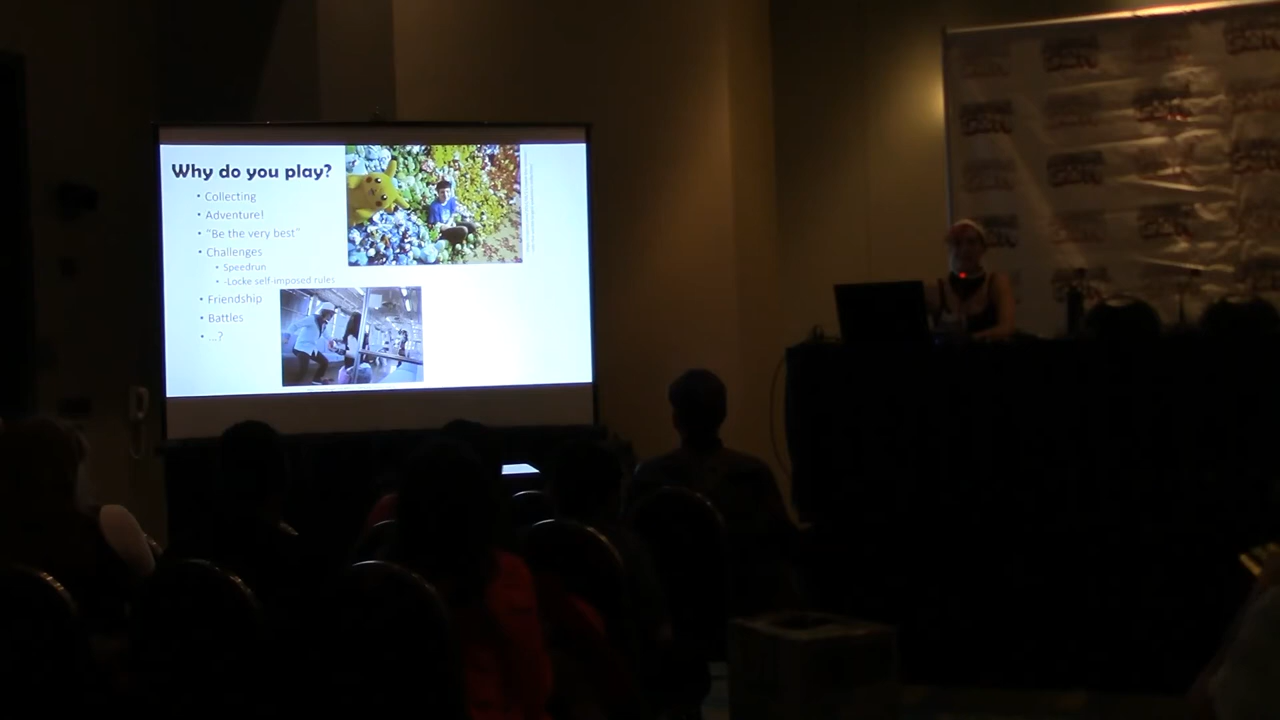 Why do you play?
• Collecting
• Adventure!
• "Be the very best"
• Challenges
• Speedrun
• -Locke self-imposed rules
• Friendship
• Battles
• ...?